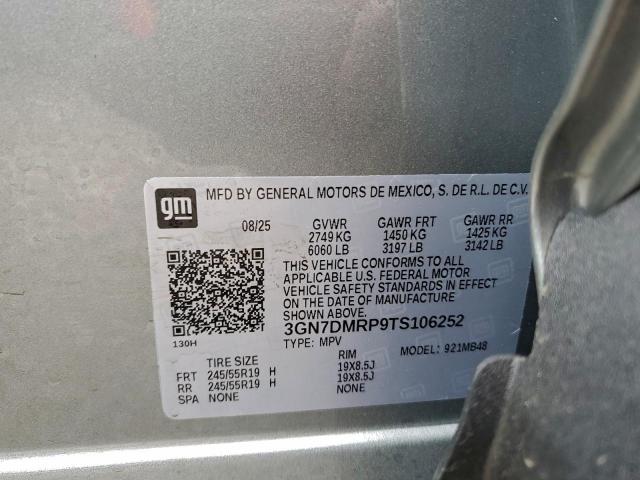 gm
MFD BY GENERAL MOTORS DE MEXICO, S. DE R.L. DE C.V.
08/25 GVWR GAWR FRT GAWR RR
2749 KG 1450 KG 1425 KG
6060 LB 3197 LB 3142 LB
THIS VEHICLE CONFORMS TO ALL
APPLICABLE U.S. FEDERAL MOTOR
VEHICLE SAFETY STANDARDS IN EFFECT
ON THE DATE OF MANUFACTURE
SHOWN ABOVE.
3GN7DMRP9TS106252
130H TYPE: MPV MODEL: 921MB48
TIRE SIZE RIM
FRT 245/55R19 H 19X8.5J
RR 245/55R19 H 19X8.5J
SPA NONE NONE